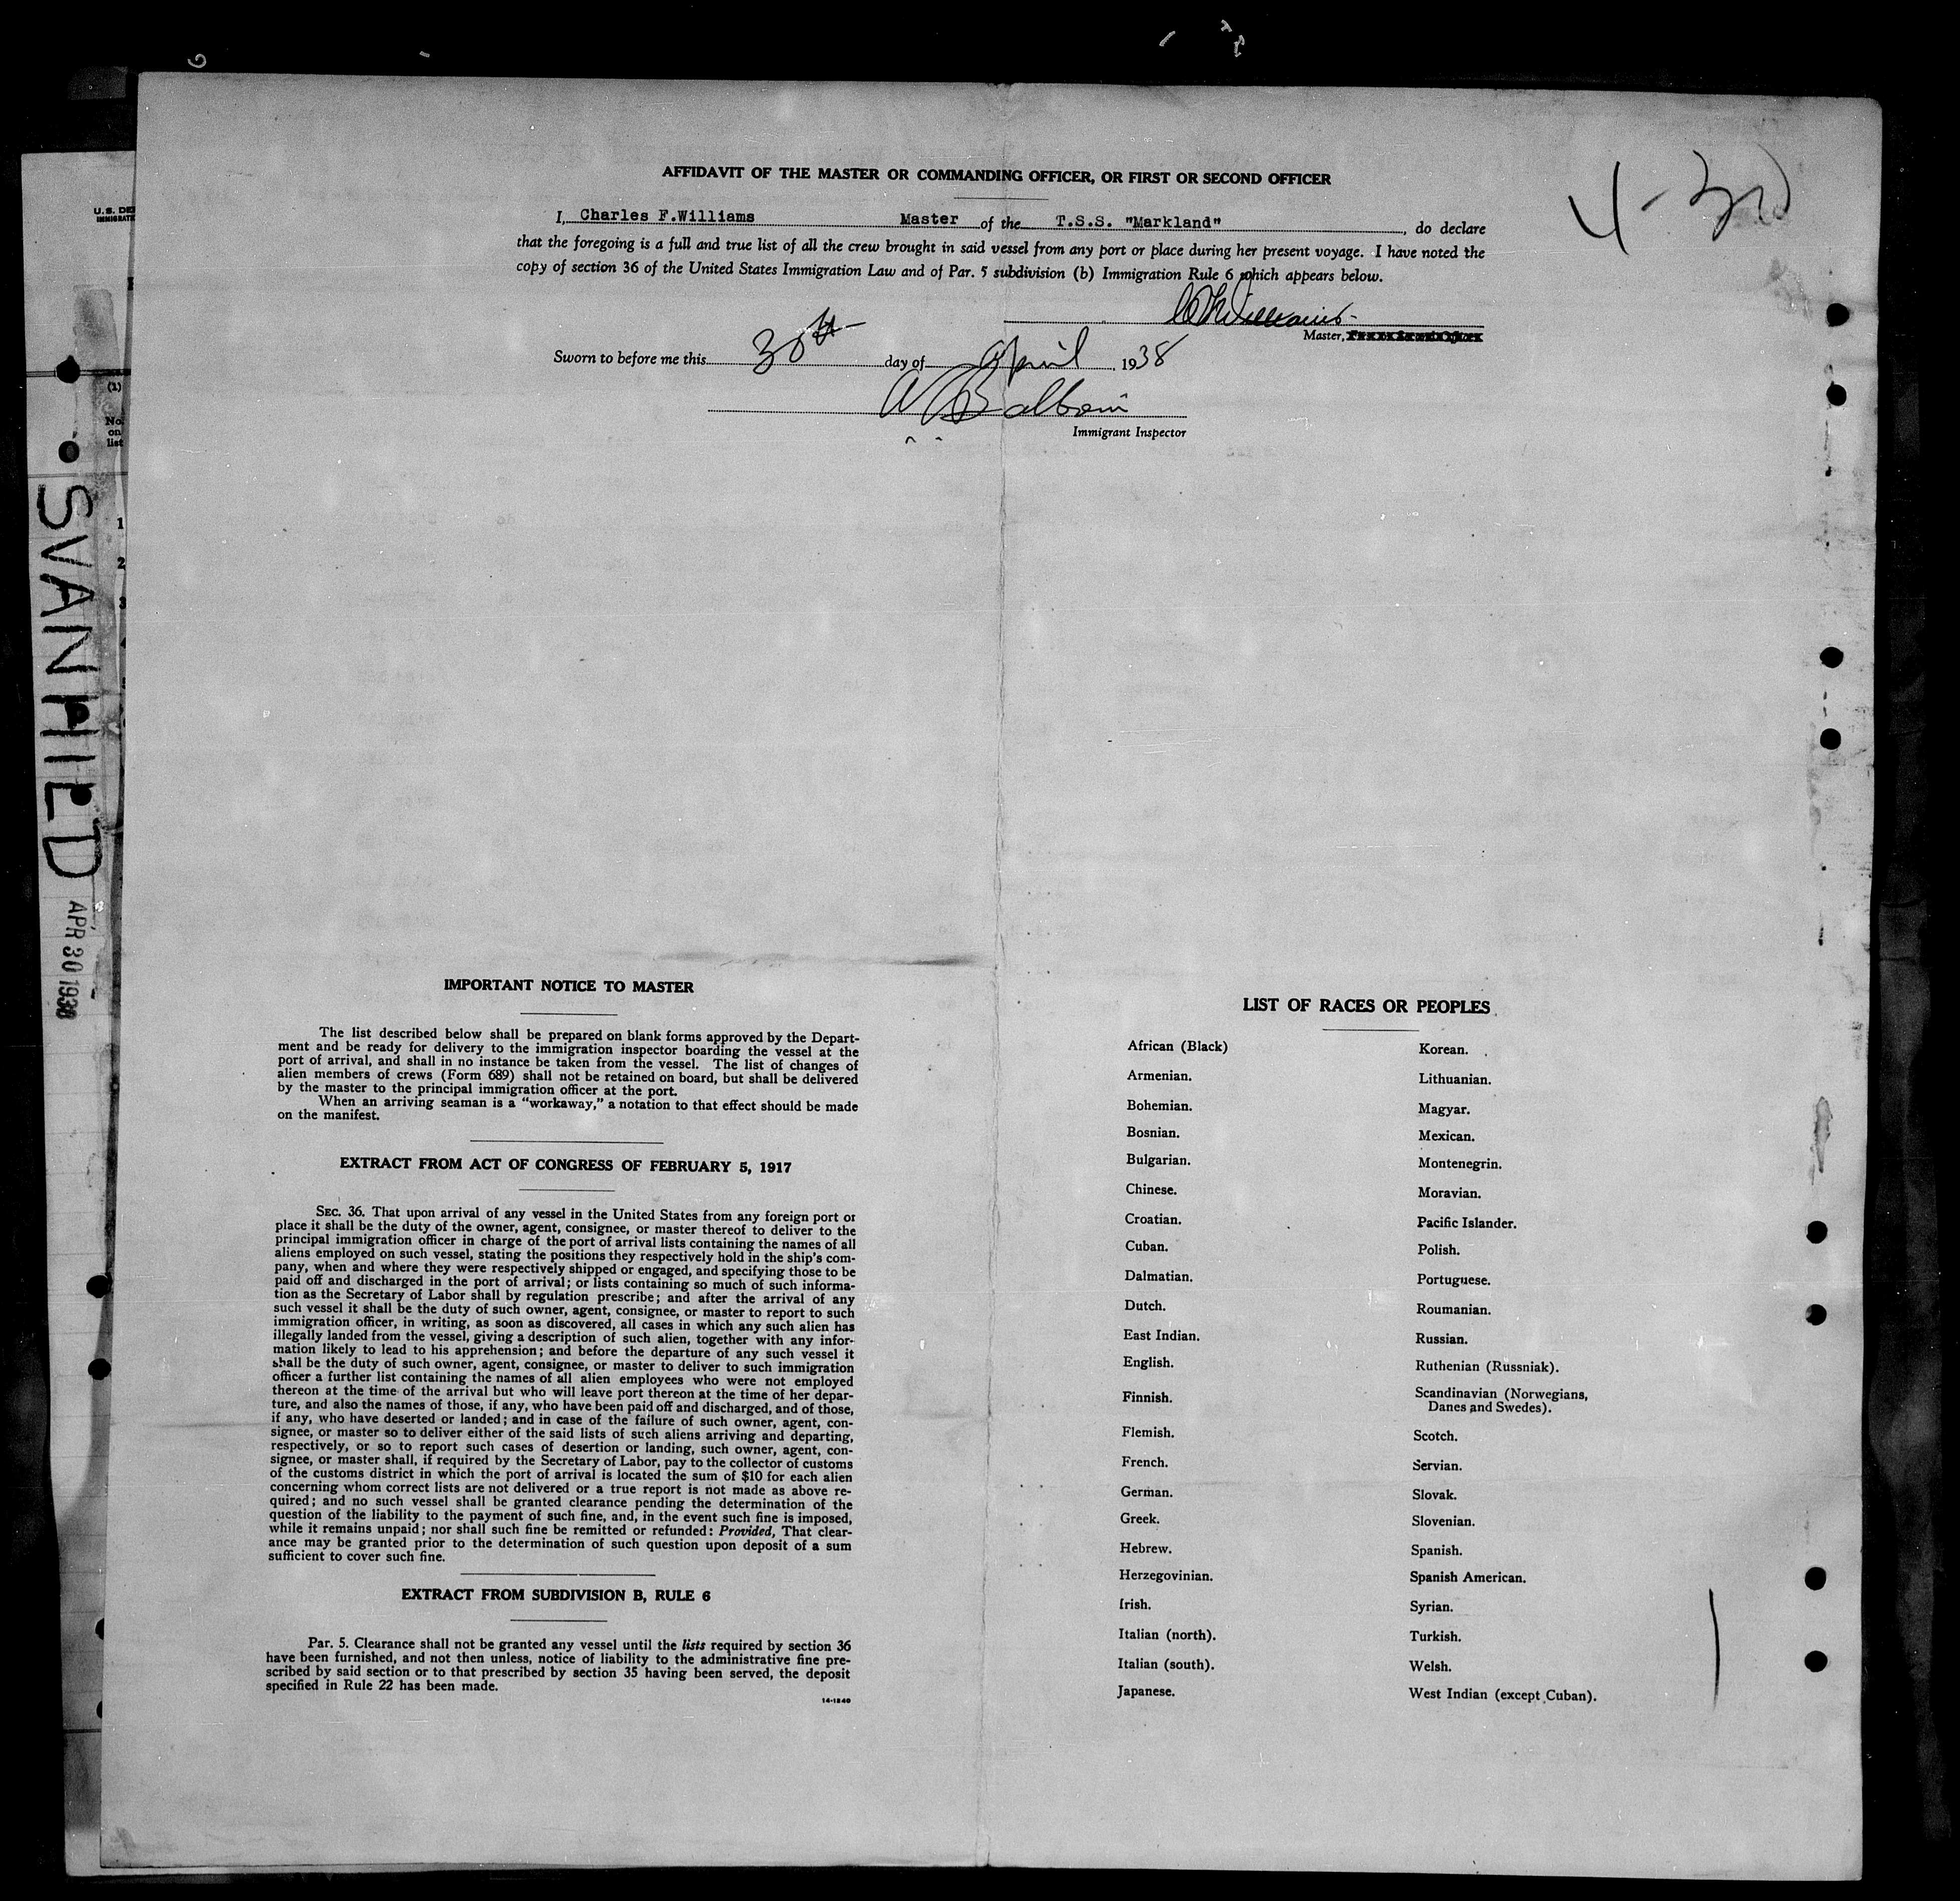 AFFIDAVIT OF THE MASTER OR COMMANDING OFFICER, OR FIRST OR SECOND OFFICER
I, Charles F.Williams Master of the T.S.S. "Markland", do declare
that the foregoing is a full and true list of all the crew brought in said vessel from any port or place during her present voyage. I have noted the
copy of section 36 of the United States Immigration Law and of Par. 5 subdivision (b) Immigration Rule 6 which appears below.
4-30
CFWilliams
Master,
Sworn to before me this 30th day of April, 1938
Immigrant Inspector
U. S. DE
IMMIGRAT
(1)
No.
on
list
1
2
3
SVANHILD
APR 30 1938
IMPORTANT NOTICE TO MASTER
The list described below shall be prepared on blank forms approved by the Depart-
ment and be ready for delivery to the immigration inspector boarding the vessel at the
port of arrival, and shall in no instance be taken from the vessel. The list of changes of
alien members of crews (Form 689) shall not be retained on board, but shall be delivered
by the master to the principal immigration officer at the port.
When an arriving seaman is a "workaway," a notation to that effect should be made
on the manifest.
EXTRACT FROM ACT OF CONGRESS OF FEBRUARY 5, 1917
SEC. 36. That upon arrival of any vessel in the United States from any foreign port or
place it shall be the duty of the owner, agent, consignee, or master thereof to deliver to the
principal immigration officer in charge of the port of arrival lists containing the names of all
aliens employed on such vessel, stating the positions they respectively hold in the ship's com-
pany, when and where they were respectively shipped or engaged, and specifying those to be
paid off and discharged in the port of arrival; or lists containing so much of such informa-
tion as the Secretary of Labor shall by regulation prescribe; and after the arrival of any
such vessel it shall be the duty of such owner, agent, consignee, or master to report to such
immigration officer, in writing, as soon as discovered, all cases in which any such alien has
illegally landed from the vessel, giving a description of such alien, together with any infor-
mation likely to lead to his apprehension; and before the departure of any such vessel it
shall be the duty of such owner, agent, consignee, or master to deliver to such immigration
officer a further list containing the names of all alien employees who were not employed
thereon at the time of the arrival but who will leave port thereon at the time of her depar-
ture, and also the names of those, if any, who have been paid off and discharged, and of those,
if any, who have deserted or landed; and in case of the failure of such owner, agent, con-
signee, or master so to deliver either of the said lists of such aliens arriving and departing,
respectively, or so to report such cases of desertion or landing, such owner, agent, con-
signee, or master shall, if required by the Secretary of Labor, pay to the collector of customs
of the customs district in which the port of arrival is located the sum of $10 for each alien
concerning whom correct lists are not delivered or a true report is not made as above re-
quired; and no such vessel shall be granted clearance pending the determination of the
question of the liability to the payment of such fine, and, in the event such fine is imposed,
while it remains unpaid; nor shall such fine be remitted or refunded: Provided, That clear-
ance may be granted prior to the determination of such question upon deposit of a sum
sufficient to cover such fine.
EXTRACT FROM SUBDIVISION B, RULE 6
Par. 5. Clearance shall not be granted any vessel until the lists required by section 36
have been furnished, and not then unless, notice of liability to the administrative fine pre-
scribed by said section or to that prescribed by section 35 having been served, the deposit
specified in Rule 22 has been made.
14-1240
LIST OF RACES OR PEOPLES
African (Black)
Armenian.
Bohemian.
Bosnian.
Bulgarian.
Chinese.
Croatian.
Cuban.
Dalmatian.
Dutch.
East Indian.
English.
Finnish.
Flemish.
French.
German.
Greek.
Hebrew.
Herzegovinian.
Irish.
Italian (north).
Italian (south).
Japanese.
Korean.
Lithuanian.
Magyar.
Mexican.
Montenegrin.
Moravian.
Pacific Islander.
Polish.
Portuguese.
Roumanian.
Russian.
Ruthenian (Russniak).
Scandinavian (Norwegians,
Danes and Swedes).
Scotch.
Servian.
Slovak.
Slovenian.
Spanish.
Spanish American.
Syrian.
Turkish.
Welsh.
West Indian (except Cuban).